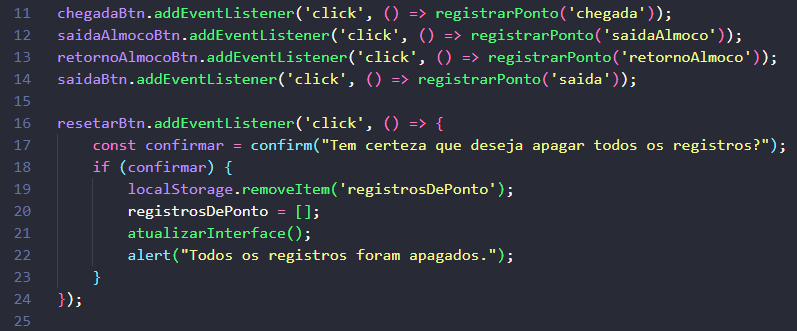 11 chegadaBtn.addEventListener('click', () => registrarPonto('chegada'));
12 saidaAlmocoBtn.addEventListener('click', () => registrarPonto('saidaAlmoco'));
13 retornoAlmocoBtn.addEventListener('click', () => registrarPonto('retornoAlmoco'));
14 saidaBtn.addEventListener('click', () => registrarPonto('saida'));
15
16 resetarBtn.addEventListener('click', () => {
17     const confirmar = confirm("Tem certeza que deseja apagar todos os registros?");
18     if (confirmar) {
19         localStorage.removeItem('registrosDePonto');
20         registrosDePonto = [];
21         atualizarInterface();
22         alert("Todos os registros foram apagados.");
23     }
24 });
25